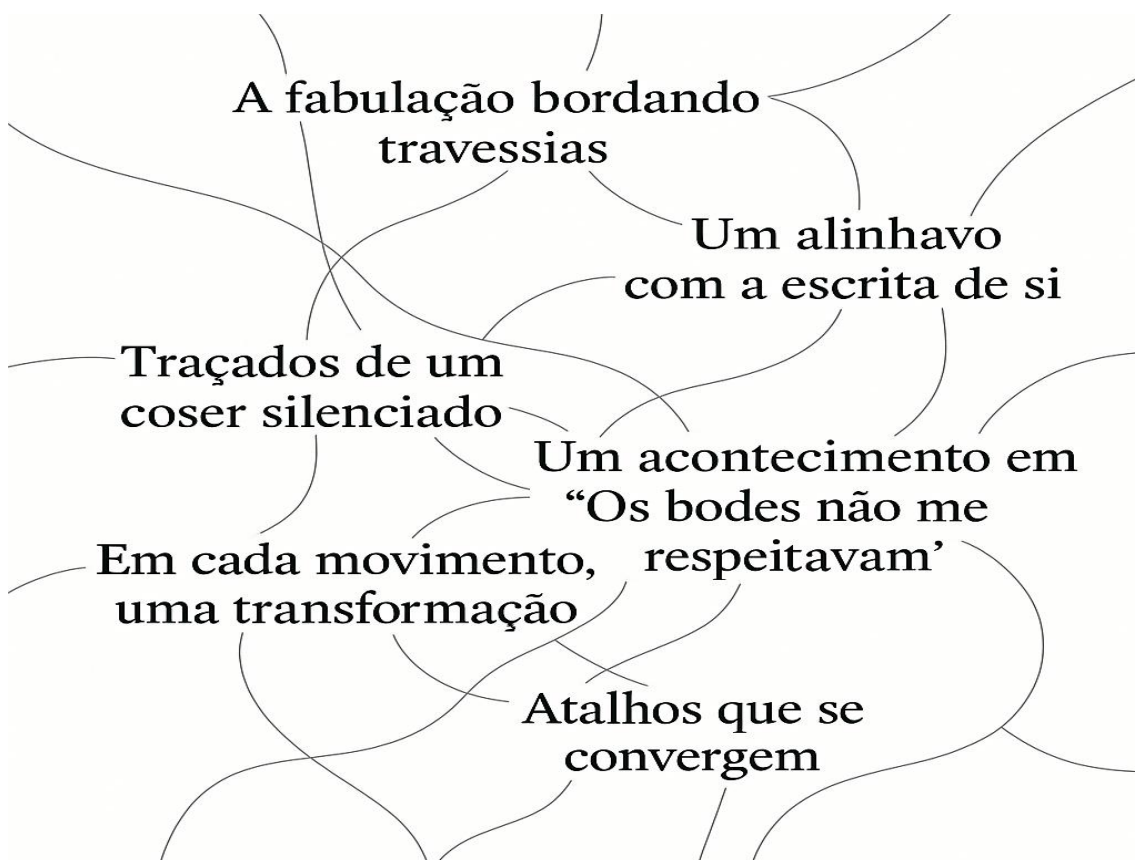 A fabulação bordando
travessias
Um alinhavo
com a escrita de si
Traçados de um
coser silenciado
Um acontecimento em
“Os bodes não me
respeitavam’
Em cada movimento,
uma transformação
Atalhos que se
convergem